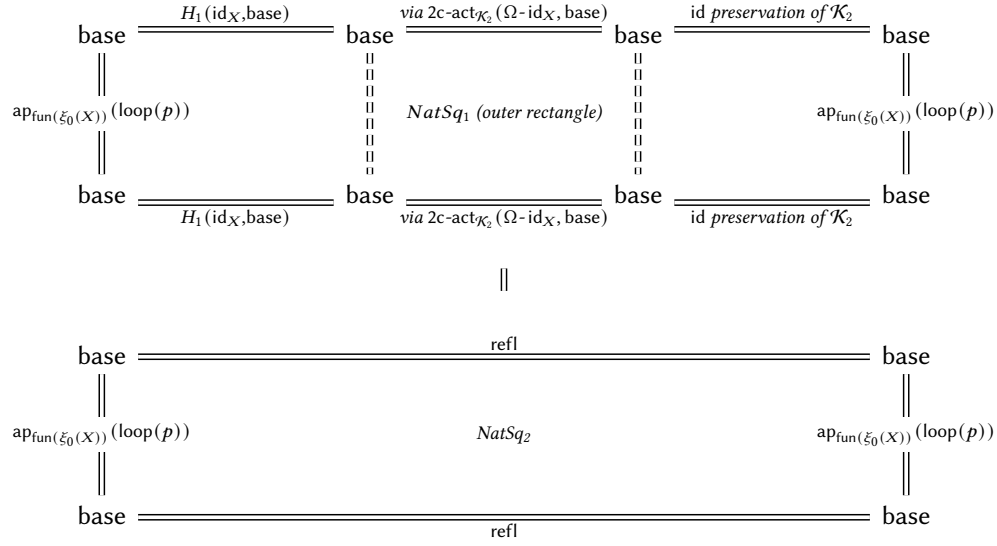 H₁(id_X,base) via 2c-act_𝒦₂(Ω-id_X, base) id preservation of 𝒦₂
base base base base
ap_fun(ξ₀(X))(loop(p)) NatSq₁ (outer rectangle) ap_fun(ξ₀(X))(loop(p))
base base base base
H₁(id_X,base) via 2c-act_𝒦₂(Ω-id_X, base) id preservation of 𝒦₂
refl
base base
ap_fun(ξ₀(X))(loop(p)) NatSq₂ ap_fun(ξ₀(X))(loop(p))
base base
refl